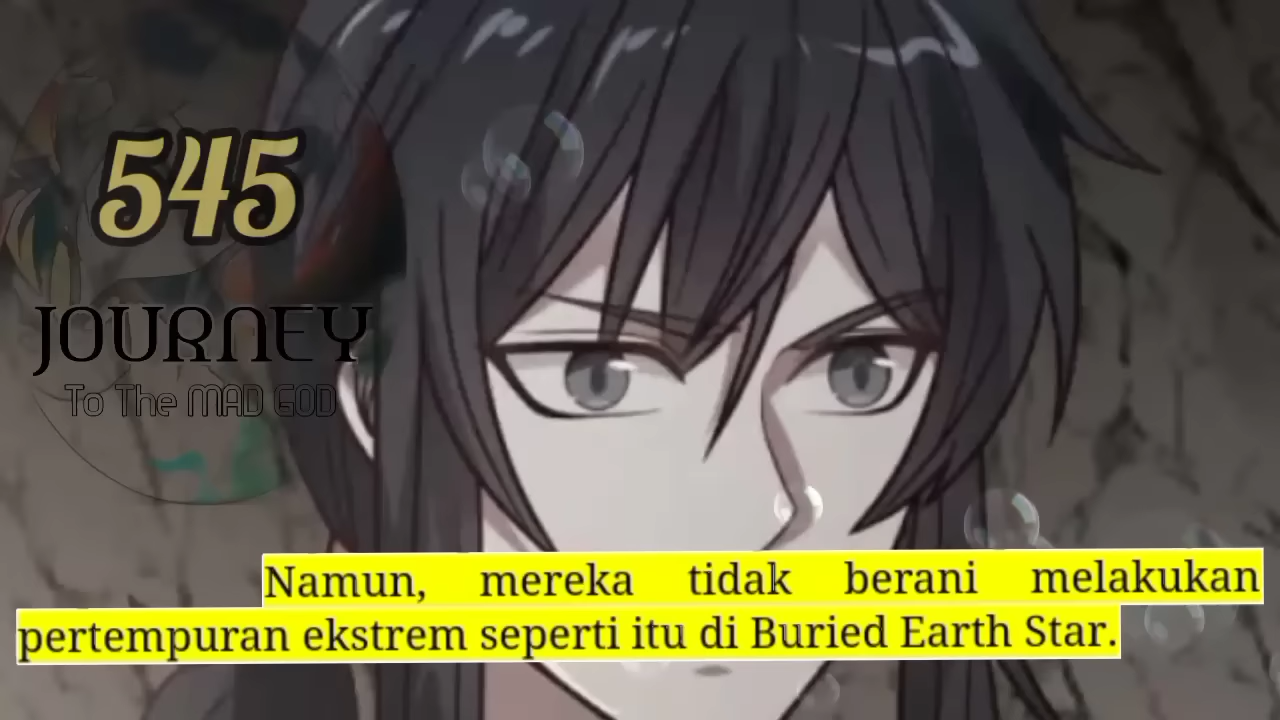 545
JOURNEY
To The MAD GOD
Namun, mereka tidak berani melakukan
pertempuran ekstrem seperti itu di Buried Earth Star.